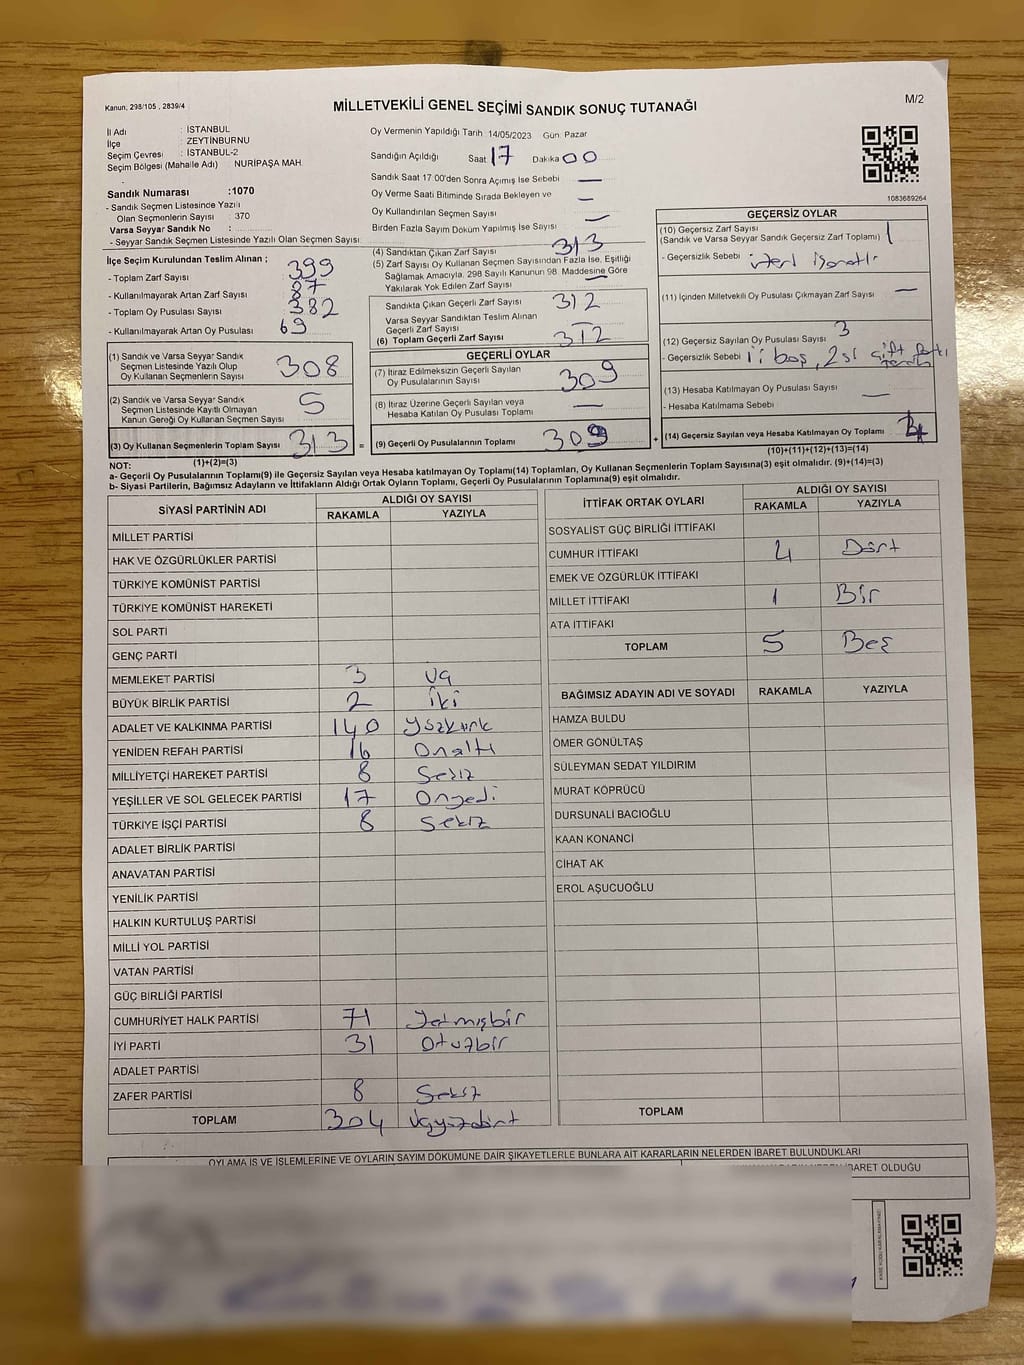 Kanun; 298/105 , 2839/4
MİLLETVEKİLİ GENEL SEÇİMİ SANDIK SONUÇ TUTANAĞI
M/2
İl Adı : İSTANBUL
İlçe : ZEYTİNBURNU
Seçim Çevresi : İSTANBUL-2
Seçim Bölgesi (Mahalle Adı) NURİPAŞA MAH.
Sandık Numarası :1070
- Sandık Seçmen Listesinde Yazılı
Olan Seçmenlerin Sayısı : 370
Varsa Seyyar Sandık No :
- Seyyar Sandık Seçmen Listesinde Yazılı Olan Seçmen Sayısı:
Oy Vermenin Yapıldığı Tarih 14/05/2023 Gün: Pazar
Sandığın Açıldığı Saat 17 Dakika 00
Sandık Saat 17:00'den Sonra Açımış İse Sebebi —
Oy Verme Saati Bitiminde Sırada Bekleyen ve —
Oy Kullandırılan Seçmen Sayısı —
Birden Fazla Sayım Döküm Yapılmış İse Sayısı —
1083689264
İlçe Seçim Kurulundan Teslim Alınan ;
- Toplam Zarf Sayısı 399
- Kullanılmayarak Artan Zarf Sayısı 87
- Toplam Oy Pusulası Sayısı 382
- Kullanılmayarak Artan Oy Pusulası 69
(1) Sandık ve Varsa Seyyar Sandık
Seçmen Listesinde Yazılı Olup
Oy Kullanan Seçmenlerin Sayısı 308
(2) Sandık ve Varsa Seyyar Sandık
Seçmen Listesinde Kayıtlı Olmayan
Kanun Gereği Oy Kullanan Seçmen Sayısı 5
(3) Oy Kullanan Seçmenlerin Toplam Sayısı 313 =
(1)+(2)=(3)
(4) Sandıktan Çıkan Zarf Sayısı 313
(5) Zarf Sayısı Oy Kullanan Seçmen Sayısından Fazla İse, Eşitliği
Sağlamak Amacıyla, 298 Sayılı Kanunun 98. Maddesine Göre
Yakılarak Yok Edilen Zarf Sayısı —
Sandıkta Çıkan Geçerli Zarf Sayısı 312
Varsa Seyyar Sandıktan Teslim Alınan
Geçerli Zarf Sayısı —
(6) Toplam Geçerli Zarf Sayısı 312
GEÇERLİ OYLAR
(7) İtiraz Edilmeksizin Geçerli Sayılan
Oy Pusulalarının Sayısı 309
(8) İtiraz Üzerine Geçerli Sayılan veya
Hesaba Katılan Oy Pusulası Toplamı —
(9) Geçerli Oy Pusulalarının Toplamı 309 +
GEÇERSİZ OYLAR
(10) Geçersiz Zarf Sayısı
(Sandık ve Varsa Seyyar Sandık Geçersiz Zarf Toplamı) 1
- Geçersizlik Sebebi
(11) İçinden Milletvekili Oy Pusulası Çıkmayan Zarf Sayısı —
(12) Geçersiz Sayılan Oy Pusulası Sayısı 3
- Geçersizlik Sebebi 1'i boş, 2si çift parti
(13) Hesaba Katılmayan Oy Pusulası Sayısı —
- Hesaba Katılmama Sebebi
(14) Geçersiz Sayılan veya Hesaba Katılmayan Oy Toplamı 4
(10)+(11)+(12)+(13)=(14)
NOT:
a- Geçerli Oy Pusulalarının Toplamı(9) ile Geçersiz Sayılan veya Hesaba katılmayan Oy Toplamı(14) Toplamları, Oy Kullanan Seçmenlerin Toplam Sayısına(3) eşit olmalıdır. (9)+(14)=(3)
b- Siyasi Partilerin, Bağımsız Adayların ve İttifakların Aldığı Ortak Oyların Toplamı, Geçerli Oy Pusulalarının Toplamına(9) eşit olmalıdır.
SİYASİ PARTİNİN ADI ALDIĞI OY SAYISI
RAKAMLA YAZIYLA
MİLLET PARTİSİ
HAK VE ÖZGÜRLÜKLER PARTİSİ
TÜRKİYE KOMÜNİST PARTİSİ
TÜRKİYE KOMÜNİST HAREKETİ
SOL PARTİ
GENÇ PARTİ
MEMLEKET PARTİSİ 3 üç
BÜYÜK BİRLİK PARTİSİ 2 iki
ADALET VE KALKINMA PARTİSİ 140 Yüzkırk
YENİDEN REFAH PARTİSİ 16 Onaltı
MİLLİYETÇİ HAREKET PARTİSİ 8 Sekiz
YEŞİLLER VE SOL GELECEK PARTİSİ 17 Onyedi
TÜRKİYE İŞÇİ PARTİSİ 8 Sekiz
ADALET BİRLİK PARTİSİ
ANAVATAN PARTİSİ
YENİLİK PARTİSİ
HALKIN KURTULUŞ PARTİSİ
MİLLİ YOL PARTİSİ
VATAN PARTİSİ
GÜÇ BİRLİĞİ PARTİSİ
CUMHURİYET HALK PARTİSİ 71 Yetmişbir
İYİ PARTİ 31 Otuzbir
ADALET PARTİSİ
ZAFER PARTİSİ 8 Sekiz
TOPLAM 304 Üçyüzdört
İTTİFAK ORTAK OYLARI ALDIĞI OY SAYISI
RAKAMLA YAZIYLA
SOSYALİST GÜÇ BİRLİĞİ İTTİFAKI
CUMHUR İTTİFAKI 4 Dört
EMEK VE ÖZGÜRLÜK İTTİFAKI
MİLLET İTTİFAKI 1 Bir
ATA İTTİFAKI
TOPLAM 5 Beş
BAĞIMSIZ ADAYIN ADI VE SOYADI RAKAMLA YAZIYLA
HAMZA BULDU
ÖMER GÖNÜLTAŞ
SÜLEYMAN SEDAT YILDIRIM
MURAT KÖPRÜCÜ
DURSUNALİ BACIOĞLU
KAAN KONANCİ
CİHAT AK
EROL AŞUCUOĞLU
TOPLAM
OYLAMA İŞ VE İŞLEMLERİNE VE OYLARIN SAYIM DÖKÜMÜNE DAİR ŞİKAYETLERLE BUNLARA AİT KARARLARIN NELERDEN İBARET BULUNDUKLARI
İBARET OLDUĞU